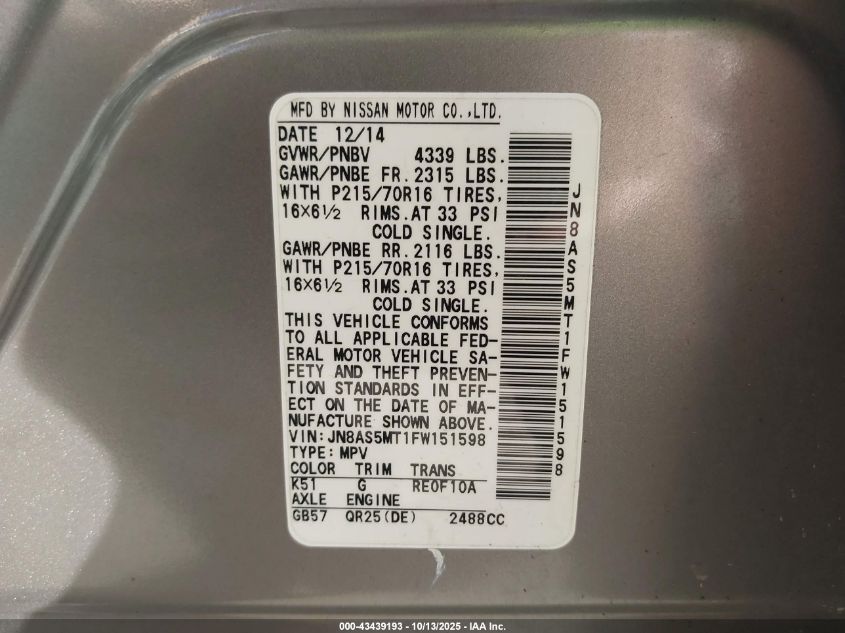 MFD BY NISSAN MOTOR CO.,LTD.
DATE 12/14
GVWR/PNBV 4339 LBS.
GAWR/PNBE FR. 2315 LBS.
WITH P215/70R16 TIRES,
16X6½ RIMS.AT 33 PSI
COLD SINGLE.
GAWR/PNBE RR. 2116 LBS.
WITH P215/70R16 TIRES,
16X6½ RIMS.AT 33 PSI
COLD SINGLE.
THIS VEHICLE CONFORMS
TO ALL APPLICABLE FED-
ERAL MOTOR VEHICLE SA-
FETY AND THEFT PREVEN-
TION STANDARDS IN EFF-
ECT ON THE DATE OF MA-
NUFACTURE SHOWN ABOVE.
VIN:JN8AS5MT1FW151598
TYPE:MPV
COLOR TRIM TRANS
K51 G RE0F10A
AXLE ENGINE
GB57 QR25(DE) 2488CC
JN8AS5MT1FW151598
000-43439193 - 10/13/2025 - IAA Inc.